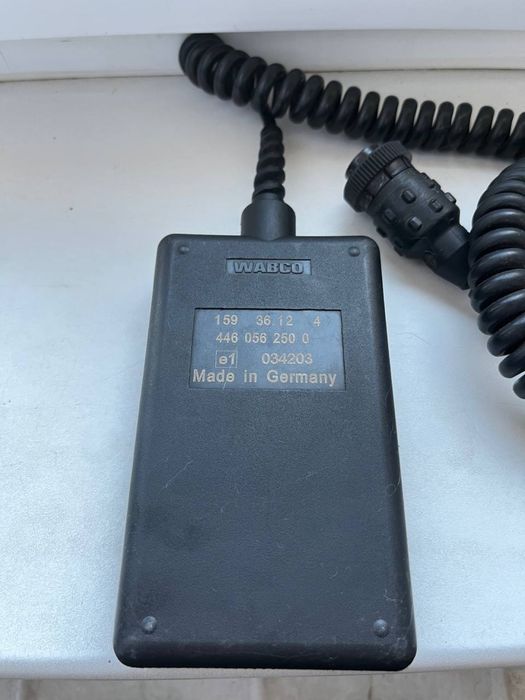 WABCO
159 36.12 4
446 056 250 0
e1 034203
Made in Germany